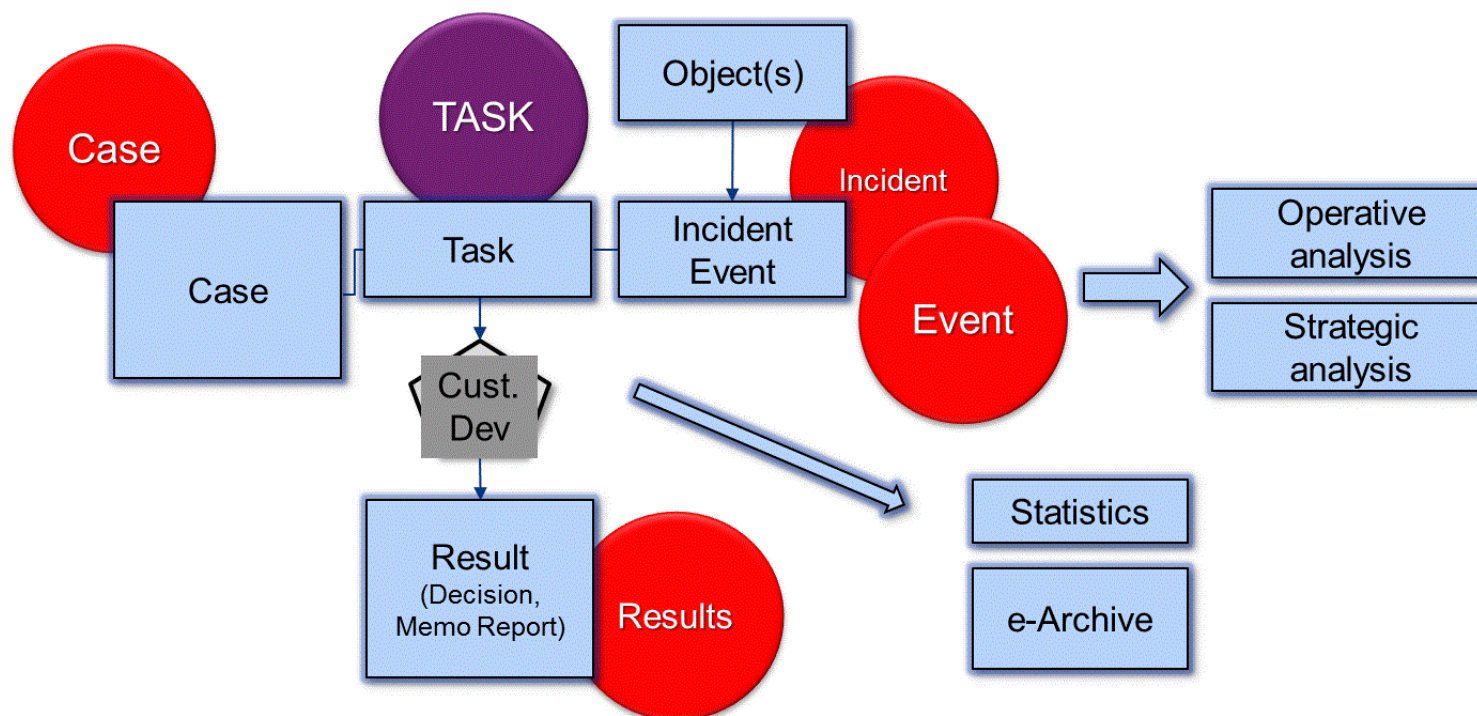 Case
TASK
Object(s)
Incident
Event
Case
Task
Incident
Event
Operative
analysis
Strategic
analysis
Cust.
Dev
Result
(Decision,
Memo Report)
Results
Statistics
e-Archive